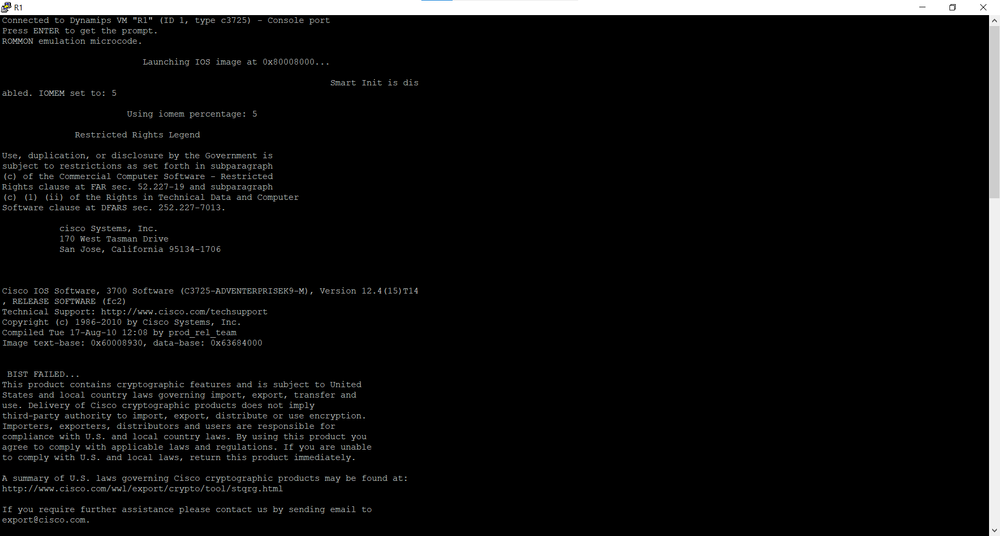 R1
Connected to Dynamips VM "R1" (ID 1, type c3725) - Console port
Press ENTER to get the prompt.
ROMMON emulation microcode.
Launching IOS image at 0x80008000...
Smart Init is dis
abled. IOMEM set to: 5
Using iomem percentage: 5
Restricted Rights Legend
Use, duplication, or disclosure by the Government is
subject to restrictions as set forth in subparagraph
(c) of the Commercial Computer Software - Restricted
Rights clause at FAR sec. 52.227-19 and subparagraph
(c) (1) (ii) of the Rights in Technical Data and Computer
Software clause at DFARS sec. 252.227-7013.
cisco Systems, Inc.
170 West Tasman Drive
San Jose, California 95134-1706
Cisco IOS Software, 3700 Software (C3725-ADVENTERPRISEK9-M), Version 12.4(15)T14
, RELEASE SOFTWARE (fc2)
Technical Support: http://www.cisco.com/techsupport
Copyright (c) 1986-2010 by Cisco Systems, Inc.
Compiled Tue 17-Aug-10 12:08 by prod_rel_team
Image text-base: 0x60008930, data-base: 0x63684000
BIST FAILED...
This product contains cryptographic features and is subject to United
States and local country laws governing import, export, transfer and
use. Delivery of Cisco cryptographic products does not imply
third-party authority to import, export, distribute or use encryption.
Importers, exporters, distributors and users are responsible for
compliance with U.S. and local country laws. By using this product you
agree to comply with applicable laws and regulations. If you are unable
to comply with U.S. and local laws, return this product immediately.
A summary of U.S. laws governing Cisco cryptographic products may be found at:
http://www.cisco.com/wwl/export/crypto/tool/stqrg.html
If you require further assistance please contact us by sending email to
export@cisco.com.